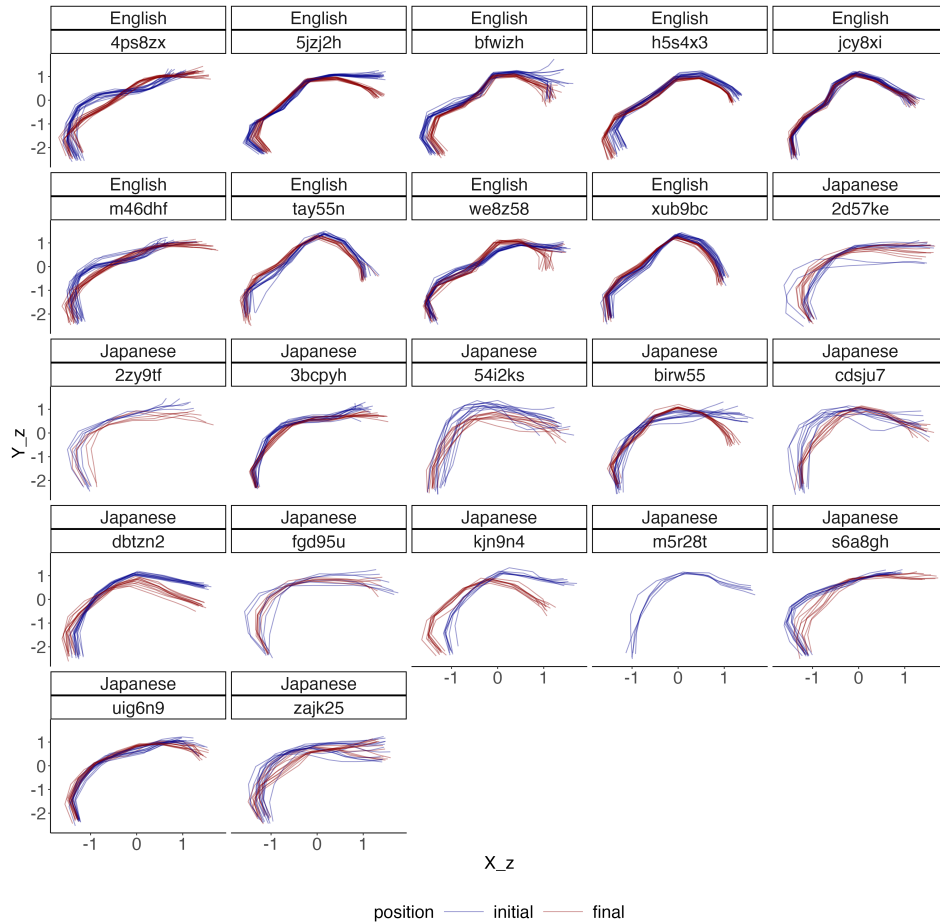 English English English English English
4ps8zx 5jzj2h bfwizh h5s4x3 jcy8xi
1
0
-1
-2
English English English English Japanese
m46dhf tay55n we8z58 xub9bc 2d57ke
1
0
-1
-2
Japanese Japanese Japanese Japanese Japanese
2zy9tf 3bcpyh 54i2ks birw55 cdsju7
1
0
-1
-2
Y_z
Japanese Japanese Japanese Japanese Japanese
dbtzn2 fgd95u kjn9n4 m5r28t s6a8gh
1
0
-1
-2
-1 0 1 -1 0 1 -1 0 1
Japanese Japanese
uig6n9 zajk25
1
0
-1
-2
-1 0 1 -1 0 1
X_z
position initial final